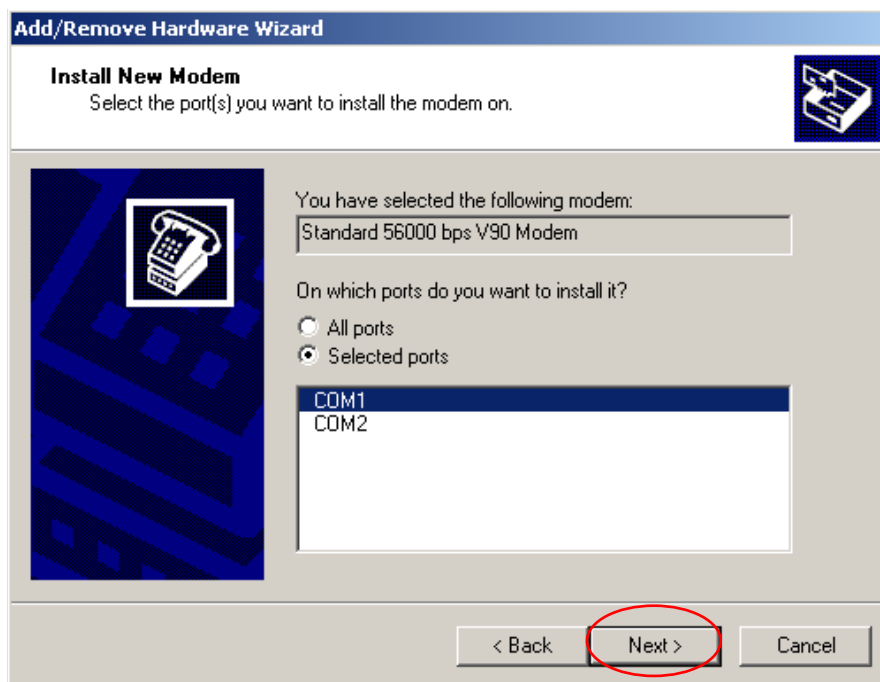 Add/Remove Hardware Wizard
Install New Modem
Select the port(s) you want to install the modem on.
You have selected the following modem:
Standard 56000 bps V90 Modem
On which ports do you want to install it?
All ports
Selected ports
COM1
COM2
< Back Next > Cancel